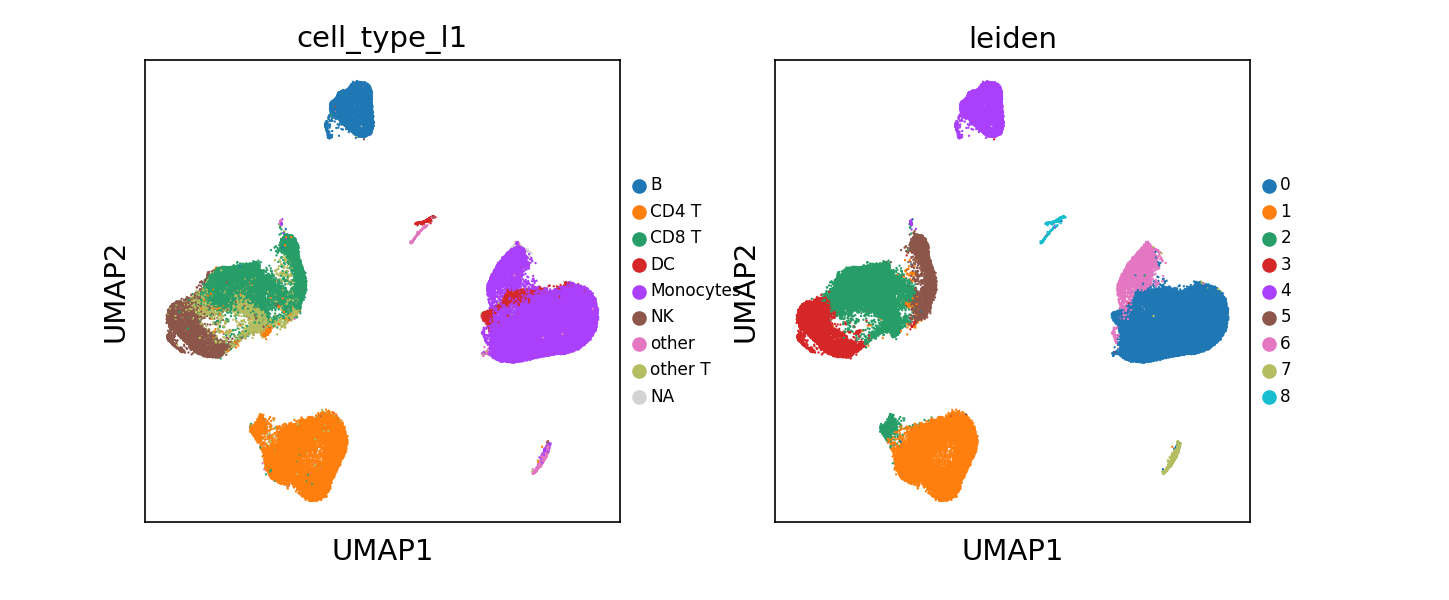 cell_type_l1
UMAP2
UMAP1
B
CD4 T
CD8 T
DC
Monocytes
NK
other
other T
NA
leiden
UMAP2
UMAP1
0
1
2
3
4
5
6
7
8